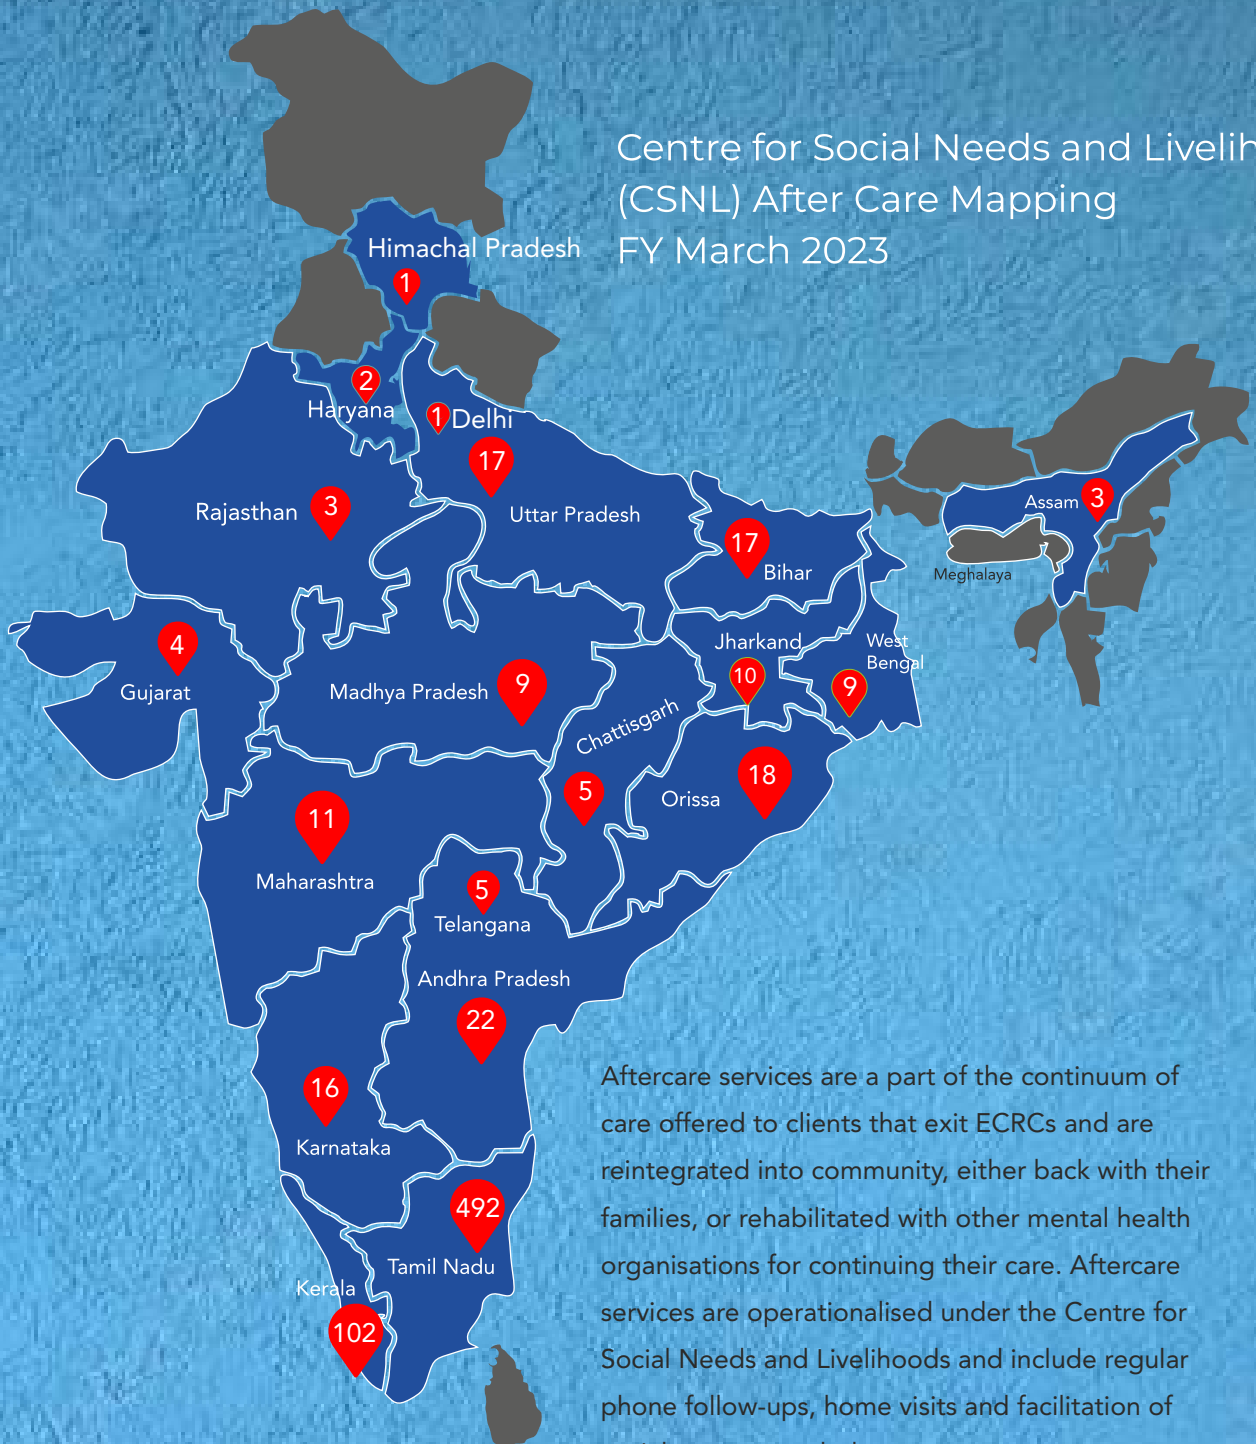 Centre for Social Needs and Livelih
(CSNL) After Care Mapping
FY March 2023
Himachal Pradesh
1
2
Haryana
1 Delhi
17
Uttar Pradesh
Rajasthan 3
17
Bihar
Assam 3
Meghalaya
4
Gujarat
Madhya Pradesh 9
Jharkand
10
West
Bengal
9
Chattisgarh
5
Orissa 18
11
Maharashtra
5
Telangana
Andhra Pradesh
22
16
Karnataka
492
Tamil Nadu
Kerala
102
Aftercare services are a part of the continuum of
care offered to clients that exit ECRCs and are
reintegrated into community, either back with their
families, or rehabilitated with other mental health
organisations for continuing their care. Aftercare
services are operationalised under the Centre for
Social Needs and Livelihoods and include regular
phone follow-ups, home visits and facilitation of